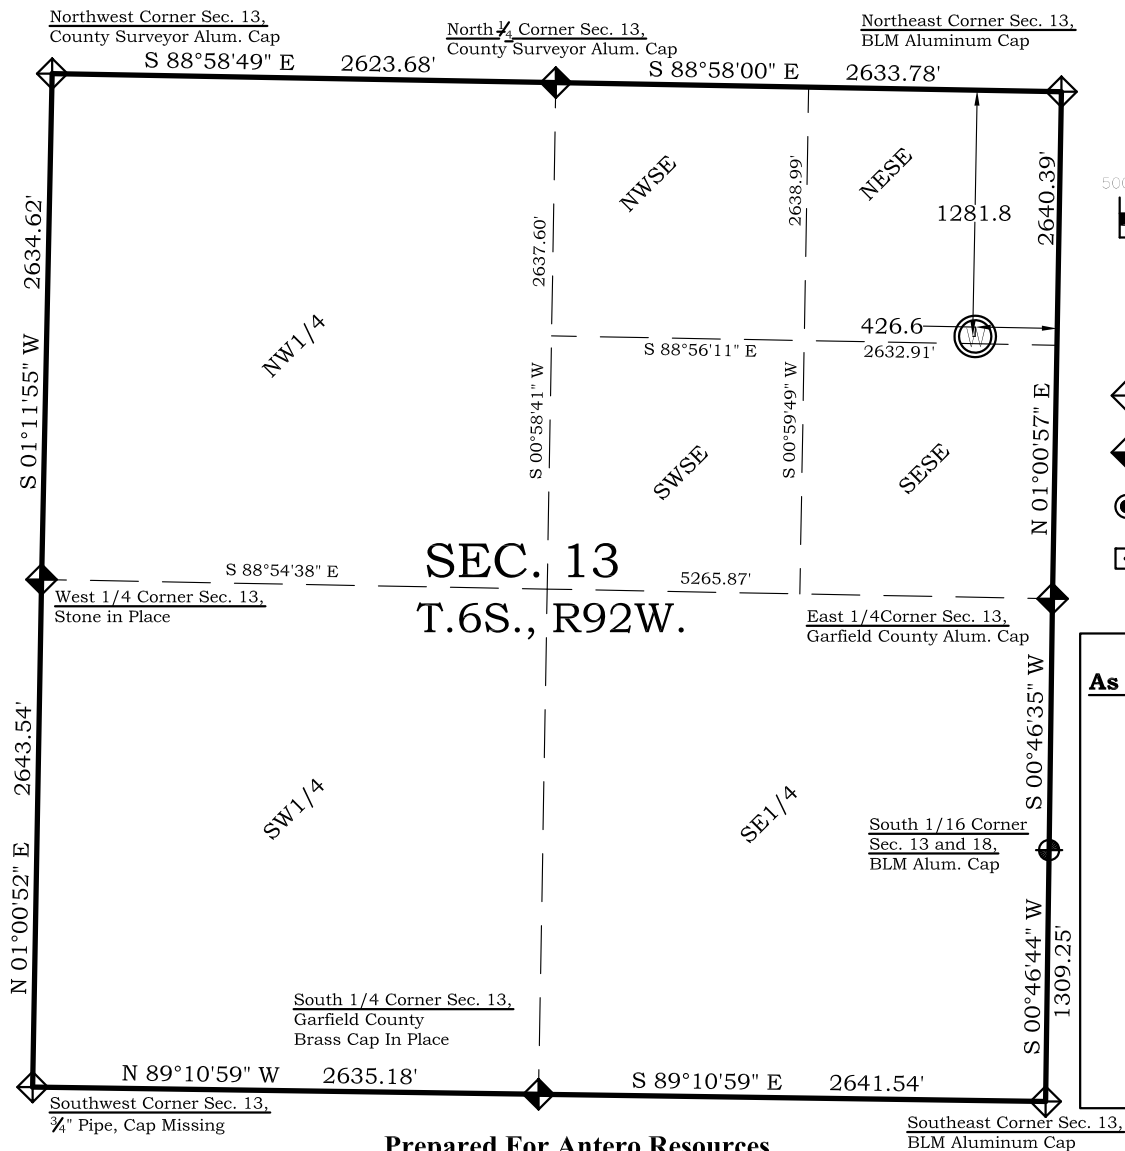 Northwest Corner Sec. 13,
County Surveyor Alum. Cap
North 1/4 Corner Sec. 13,
County Surveyor Alum. Cap
Northeast Corner Sec. 13,
BLM Aluminum Cap
S 88°58'49" E 2623.68'
S 88°58'00" E 2633.78'
2634.62'
S 01°11'55" W
NW1/4
2637.60'
S 00°58'41" W
NWSE
2638.99'
S 00°59'49" W
NESE
1281.8
2640.39'
N 01°00'57" E
500
426.6
W
S 88°56'11" E
2632.91'
SWSE
SESE
SEC. 13
T.6S., R92W.
S 88°54'38" E
5265.87'
West 1/4 Corner Sec. 13,
Stone in Place
East 1/4Corner Sec. 13,
Garfield County Alum. Cap
As
2643.54'
N 01°00'52" E
SW1/4
SE1/4
S 00°46'35" W
South 1/16 Corner
Sec. 13 and 18,
BLM Alum. Cap
S 00°46'44" W
1309.25'
South 1/4 Corner Sec. 13,
Garfield County
Brass Cap In Place
N 89°10'59" W 2635.18'
S 89°10'59" E 2641.54'
Southwest Corner Sec. 13,
3/4" Pipe, Cap Missing
Southeast Corner Sec. 13,
BLM Aluminum Cap
Prepared For Antero Resources